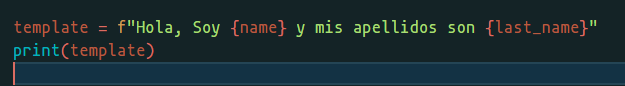 template = f"Hola, Soy {name} y mis apellidos son {last_name}"
print(template)